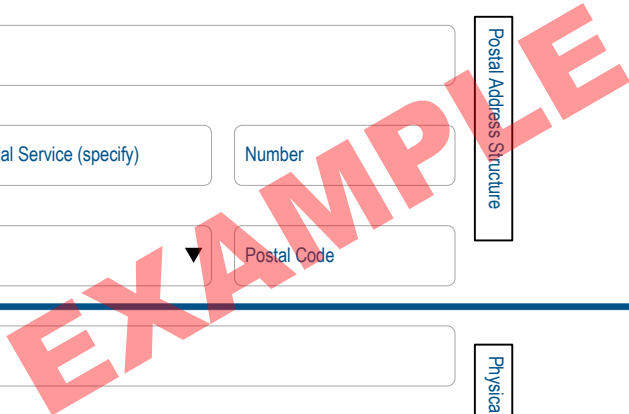 Postal Address Structure
al Service (specify)
Number
Postal Code
EXAMPLE
Physica